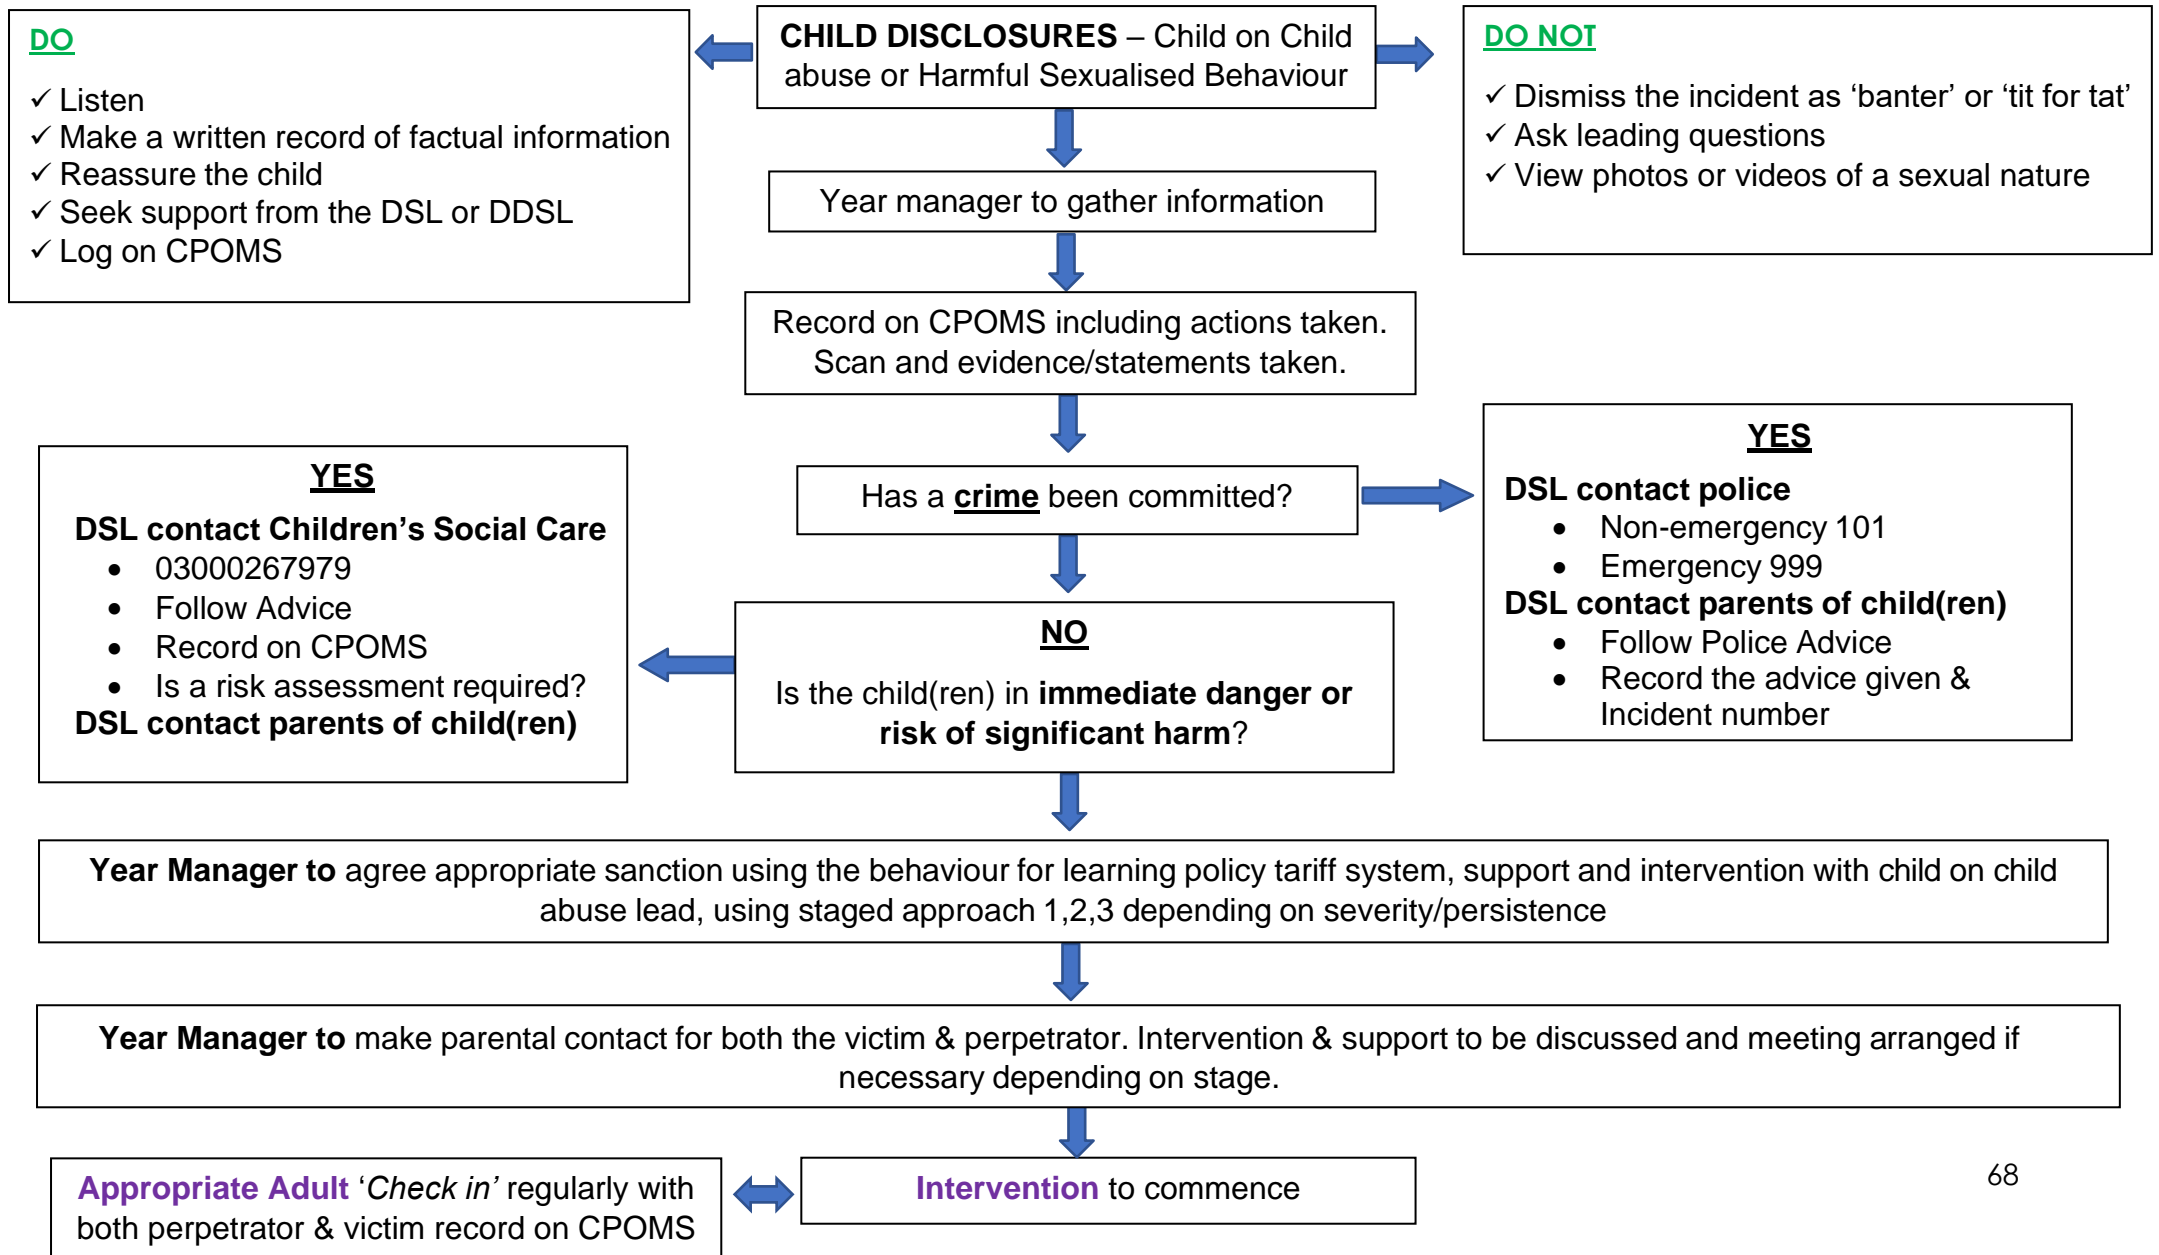 DO
✓ Listen
✓ Make a written record of factual information
✓ Reassure the child
✓ Seek support from the DSL or DDSL
✓ Log on CPOMS
CHILD DISCLOSURES – Child on Child
abuse or Harmful Sexualised Behaviour
DO NOT
✓ Dismiss the incident as ‘banter’ or ‘tit for tat’
✓ Ask leading questions
✓ View photos or videos of a sexual nature
Year manager to gather information
Record on CPOMS including actions taken.
Scan and evidence/statements taken.
Has a crime been committed?
YES
DSL contact police
• Non-emergency 101
• Emergency 999
DSL contact parents of child(ren)
• Follow Police Advice
• Record the advice given &
Incident number
NO
Is the child(ren) in immediate danger or
risk of significant harm?
YES
DSL contact Children’s Social Care
• 03000267979
• Follow Advice
• Record on CPOMS
• Is a risk assessment required?
DSL contact parents of child(ren)
Year Manager to agree appropriate sanction using the behaviour for learning policy tariff system, support and intervention with child on child
abuse lead, using staged approach 1,2,3 depending on severity/persistence
Year Manager to make parental contact for both the victim & perpetrator. Intervention & support to be discussed and meeting arranged if
necessary depending on stage.
Intervention to commence
Appropriate Adult ‘Check in’ regularly with
both perpetrator & victim record on CPOMS
68